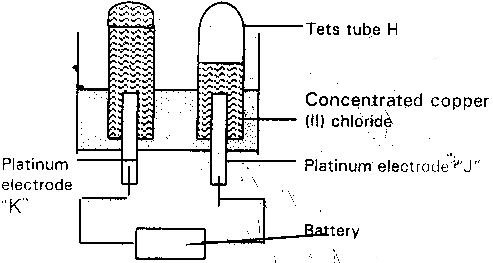 Tets tube H
Concentrated copper
(II) chloride
Platinum
electrode
"K"
Platinum electrode "J"
Battery